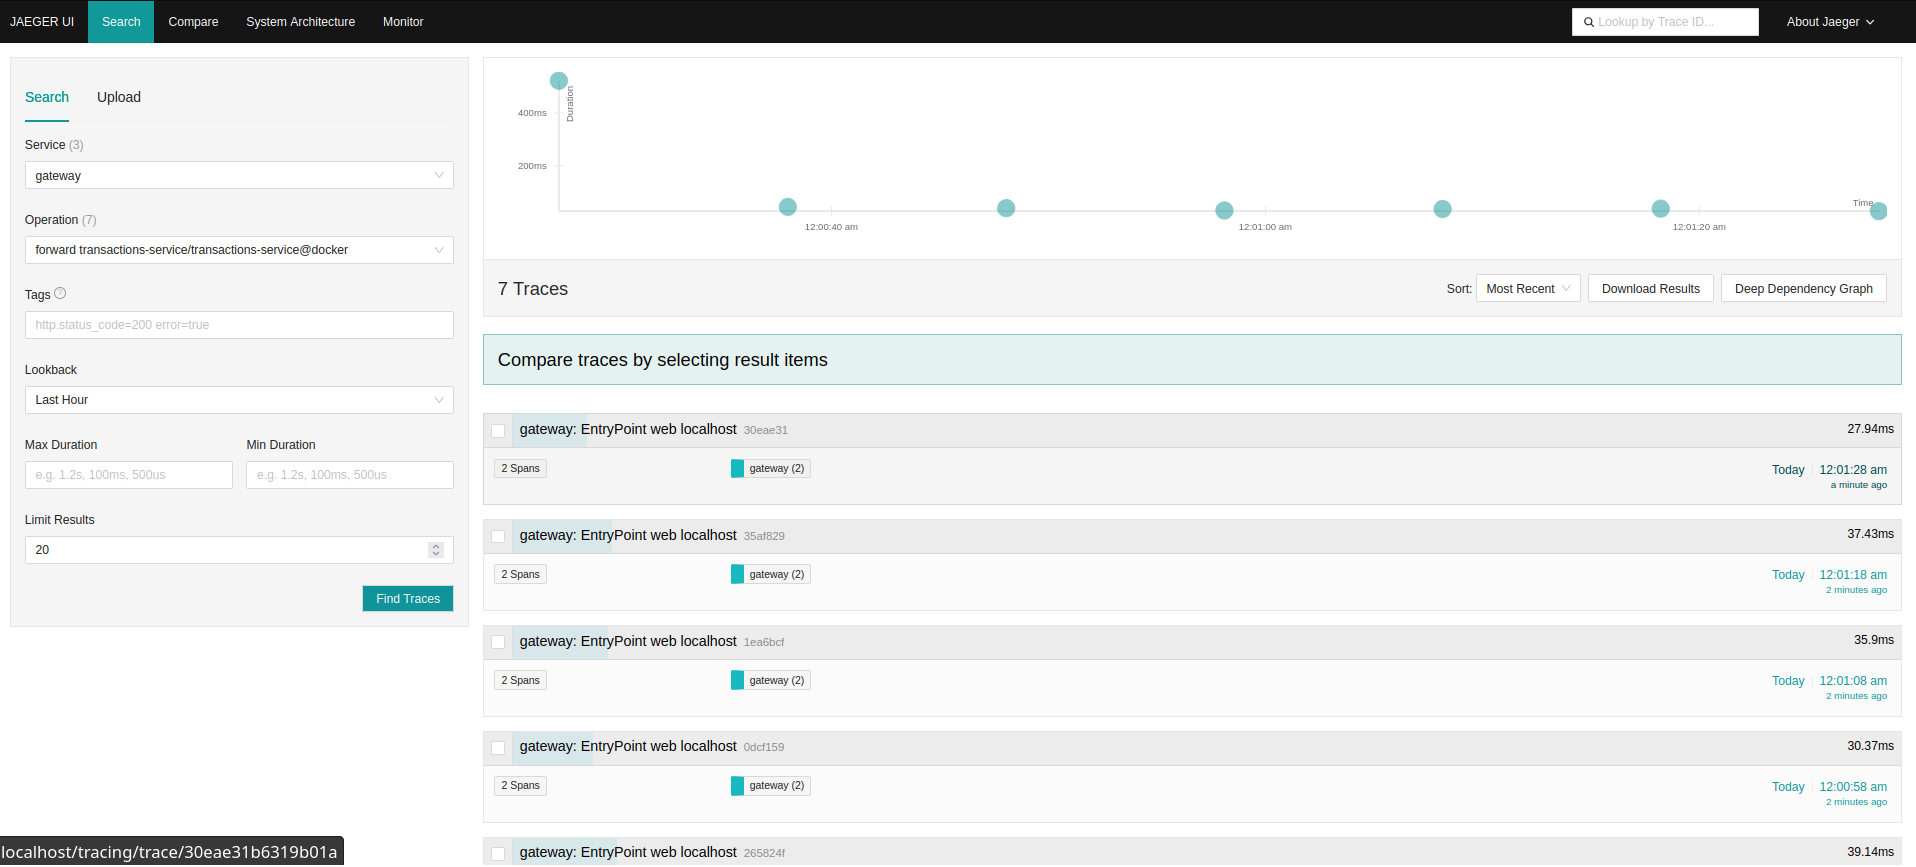 JAEGER UI Search Compare System Architecture Monitor Lookup by Trace ID... About Jaeger
Search Upload
Service (3)
gateway
Operation (7)
forward transactions-service/transactions-service@docker
Tags
http.status_code=200 error=true
Lookback
Last Hour
Max Duration Min Duration
e.g. 1.2s, 100ms, 500us e.g. 1.2s, 100ms, 500us
Limit Results
20
Find Traces
Duration
400ms
200ms
Time
12:00:40 am 12:01:00 am 12:01:20 am
7 Traces Sort: Most Recent Download Results Deep Dependency Graph
Compare traces by selecting result items
gateway: EntryPoint web localhost 30eae31 27.94ms
2 Spans gateway (2) Today 12:01:28 am
a minute ago
gateway: EntryPoint web localhost 35af829 37.43ms
2 Spans gateway (2) Today 12:01:18 am
2 minutes ago
gateway: EntryPoint web localhost 1ea6bcf 35.9ms
2 Spans gateway (2) Today 12:01:08 am
2 minutes ago
gateway: EntryPoint web localhost 0dcf159 30.37ms
2 Spans gateway (2) Today 12:00:58 am
2 minutes ago
gateway: EntryPoint web localhost 265824f 39.14ms
localhost/tracing/trace/30eae31b6319b01a